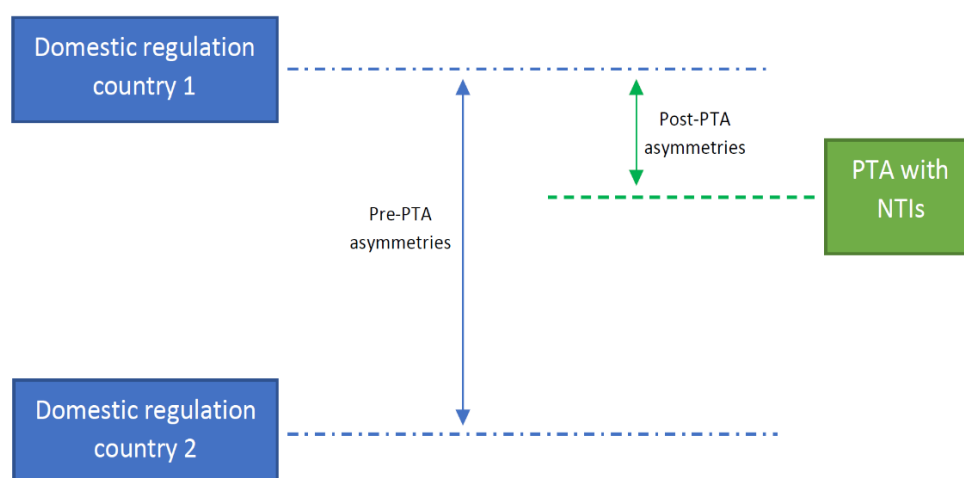 Domestic regulation
country 1
Post-PTA
asymmetries
PTA with
NTIs
Pre-PTA
asymmetries
Domestic regulation
country 2